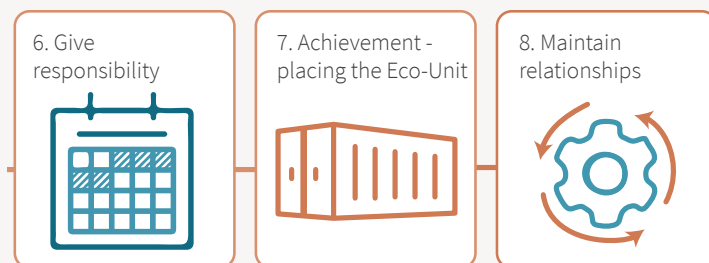 6. Give
responsibility
7. Achievement -
placing the Eco-Unit
8. Maintain
relationships